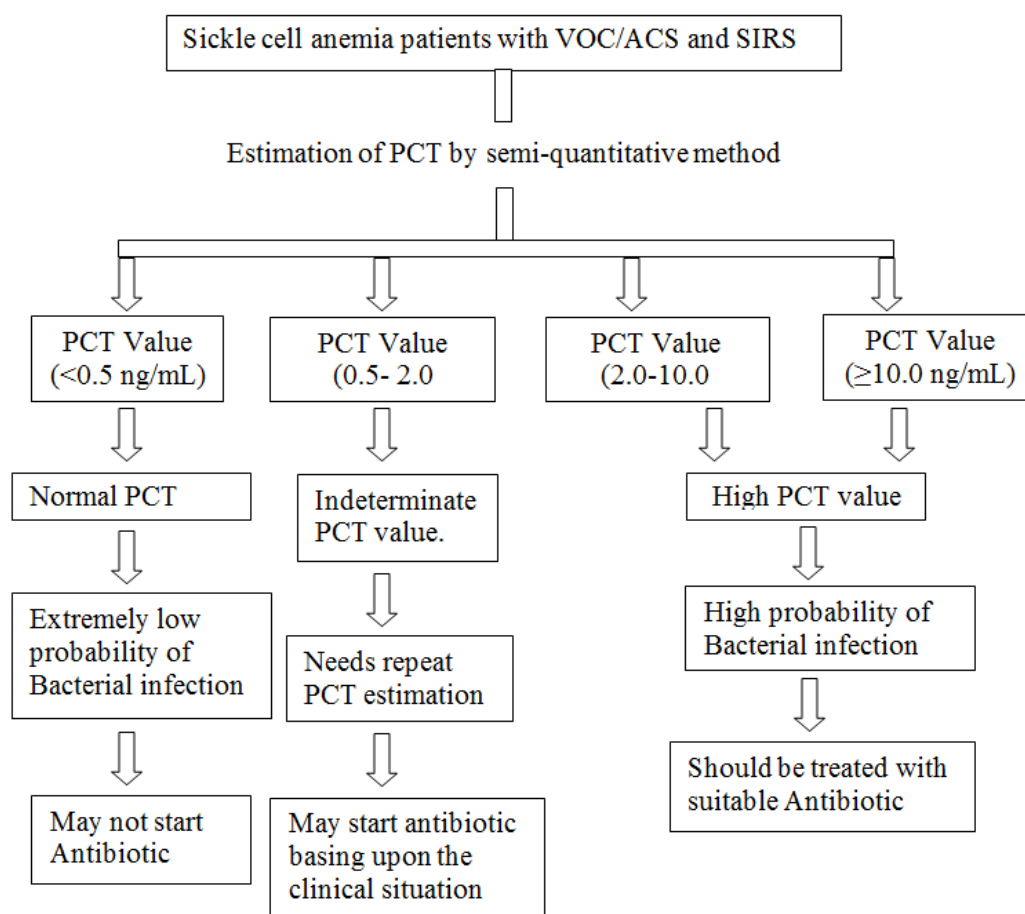 Sickle cell anemia patients with VOC/ACS and SIRS
Estimation of PCT by semi-quantitative method
PCT Value
(<0.5 ng/mL)
PCT Value
(0.5- 2.0
PCT Value
(2.0-10.0
PCT Value
(≥10.0 ng/mL)
Normal PCT
Indeterminate
PCT value.
High PCT value
Extremely low
probability of
Bacterial infection
Needs repeat
PCT estimation
High probability of
Bacterial infection
May not start
Antibiotic
May start antibiotic
basing upon the
clinical situation
Should be treated with
suitable Antibiotic